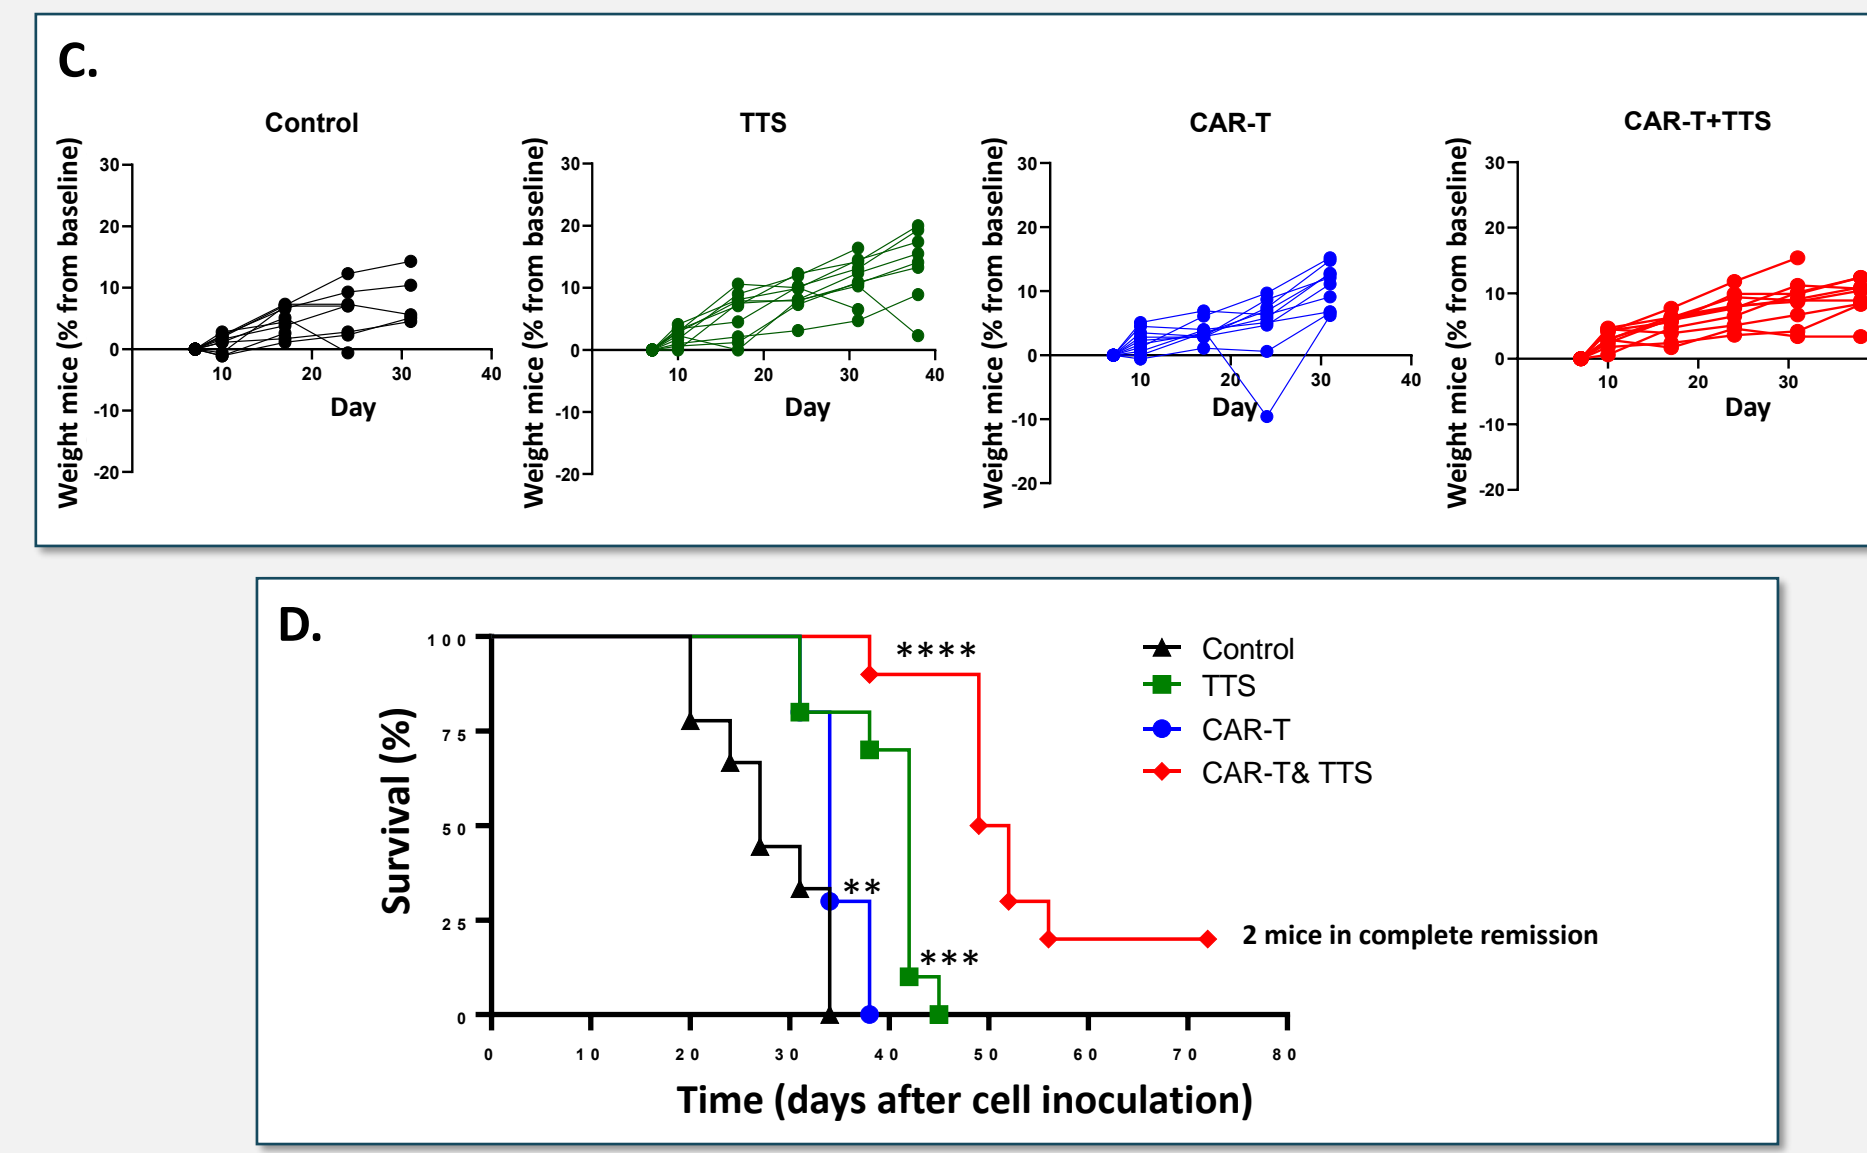 C.
Control
TTS
CAR-T
CAR-T+TTS
Weight mice (% from baseline)
30
20
10
0
-10
-20
10 20 30 40
Day
Weight mice (% from baseline)
30
20
10
0
-10
-20
10 20 30 40
Day
Weight mice (% from baseline)
30
20
10
0
-10
-20
10 20 30 40
Day
Weight mice (% from baseline)
30
20
10
0
-10
-20
10 20 30
Day
D.
Survival (%)
100
75
50
25
0
0 10 20 30 40 50 60 70 80
Time (days after cell inoculation)
****
**
***
Control
TTS
CAR-T
CAR-T& TTS
2 mice in complete remission